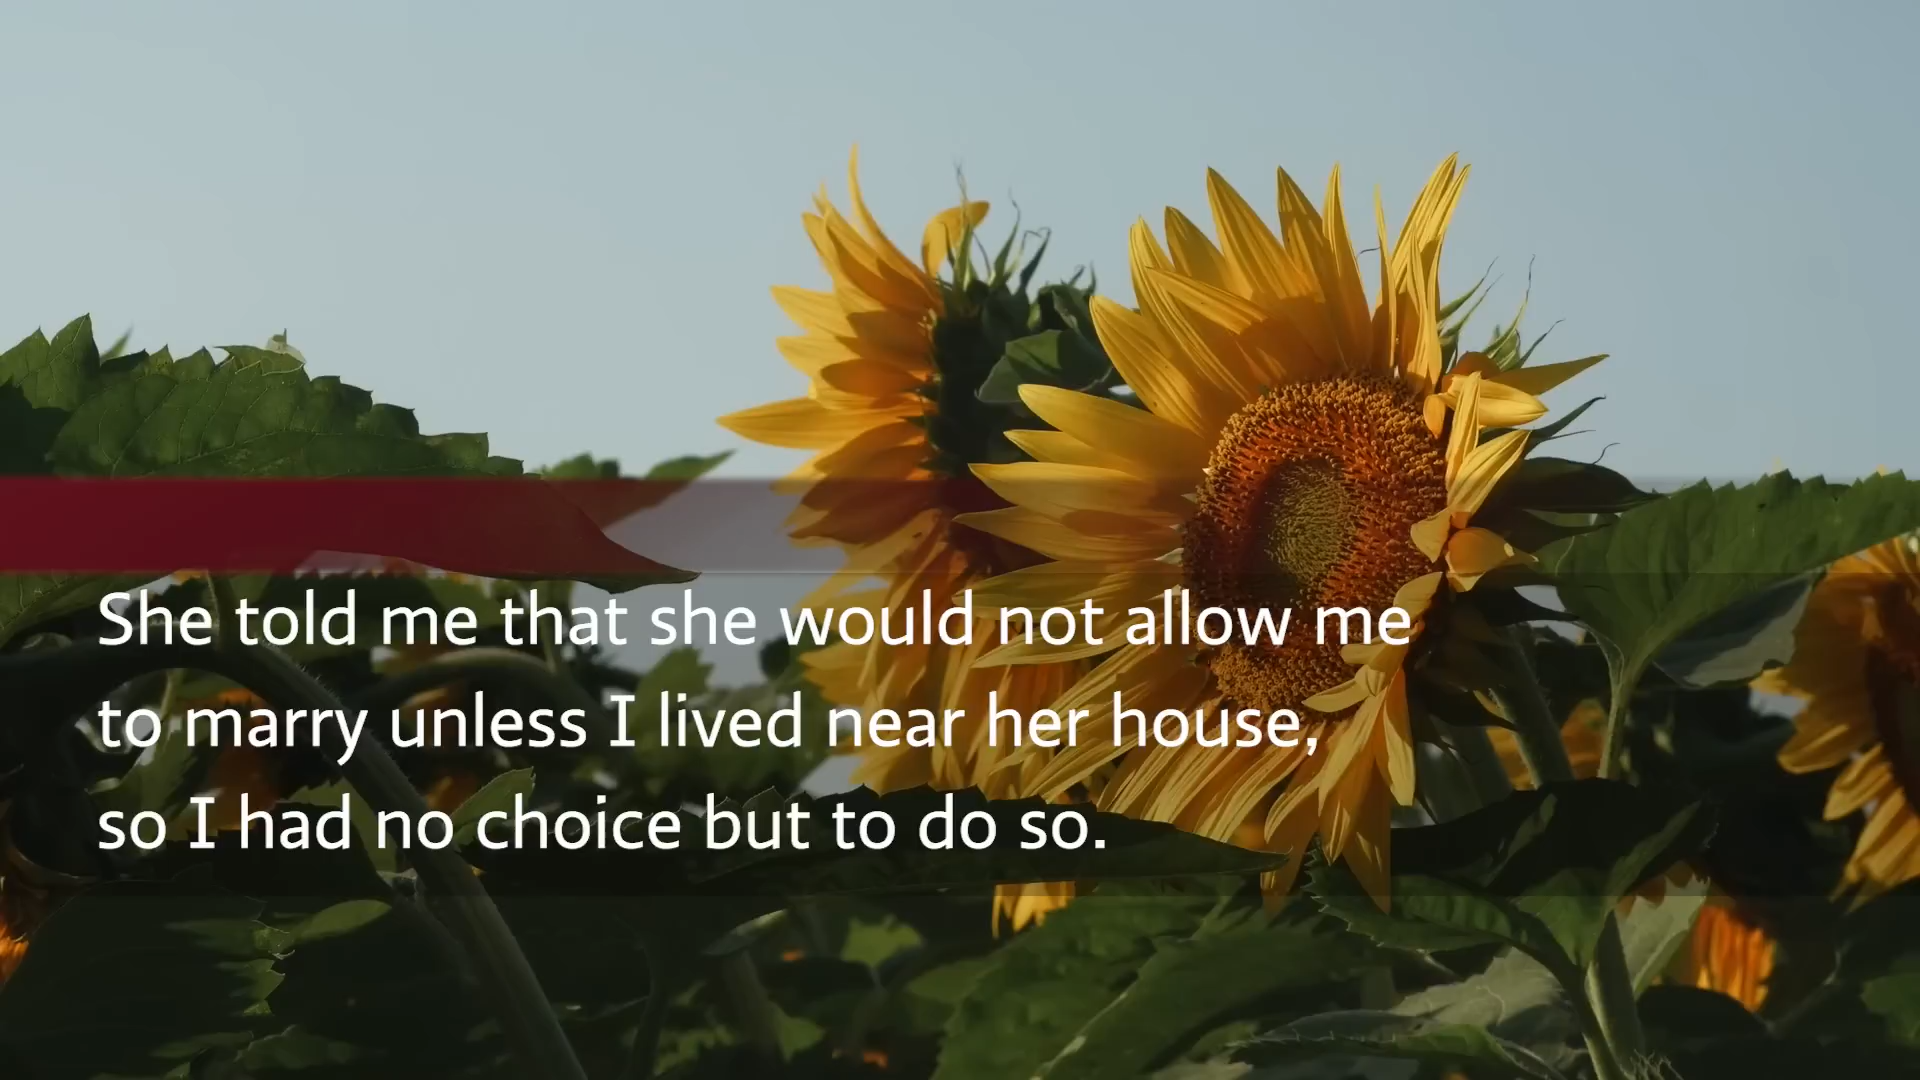 She told me that she would not allow me
to marry unless I lived near her house,
so I had no choice but to do so.